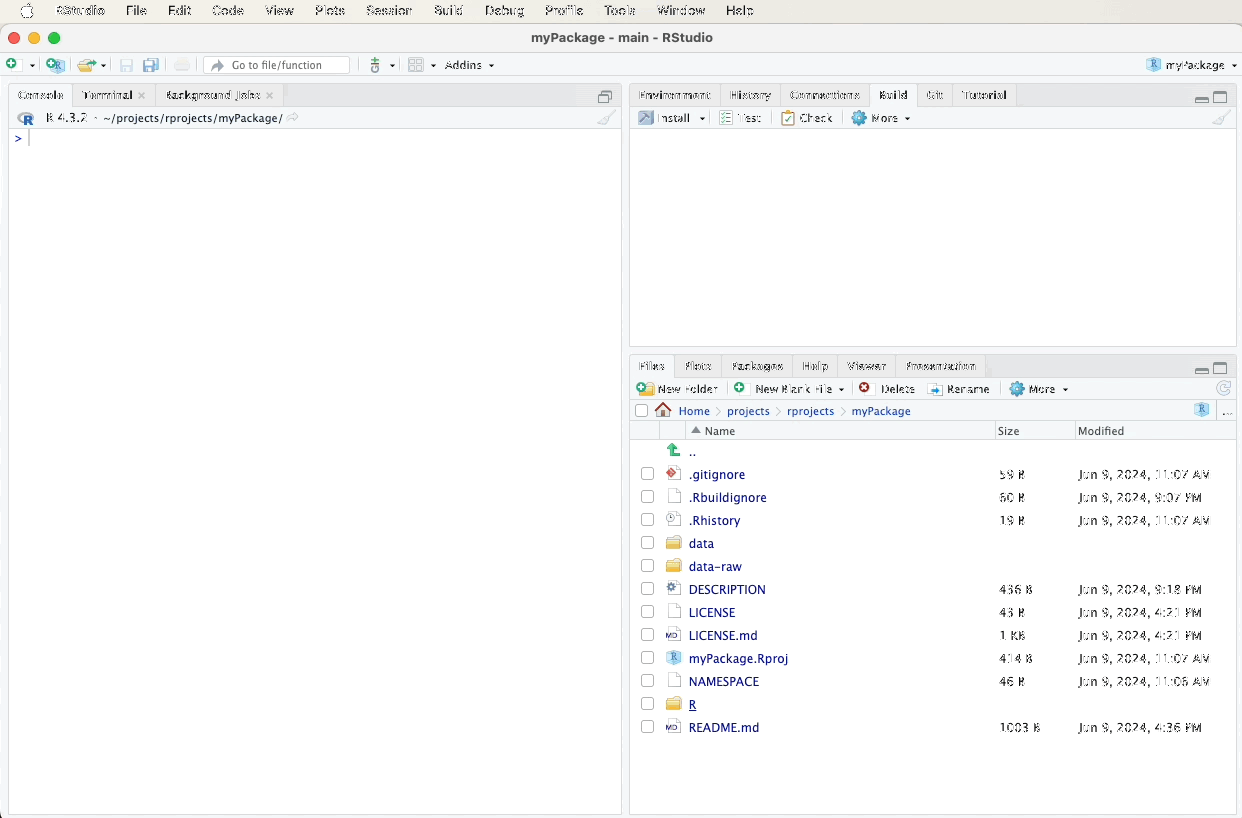 RStudio File Edit Code View Plots Session Build Debug Profile Tools Window Help
myPackage - main - RStudio
Go to file/function Addins myPackage
Console Terminal Background Jobs
R 4.3.2 · ~/projects/rprojects/myPackage/
>
Environment History Connections Build Git Tutorial
Install Test Check More
Files Plots Packages Help Viewer Presentation
New Folder New Blank File Delete Rename More
Home projects rprojects myPackage ...
Name Size Modified
..
.gitignore 59 B Jun 9, 2024, 11:07 AM
.Rbuildignore 60 B Jun 9, 2024, 9:07 PM
.Rhistory 19 B Jun 9, 2024, 11:07 AM
data
data-raw
DESCRIPTION 436 B Jun 9, 2024, 9:18 PM
LICENSE 43 B Jun 9, 2024, 4:21 PM
LICENSE.md 1 KB Jun 9, 2024, 4:21 PM
myPackage.Rproj 414 B Jun 9, 2024, 11:07 AM
NAMESPACE 46 B Jun 9, 2024, 11:06 AM
R
README.md 1003 B Jun 9, 2024, 4:36 PM